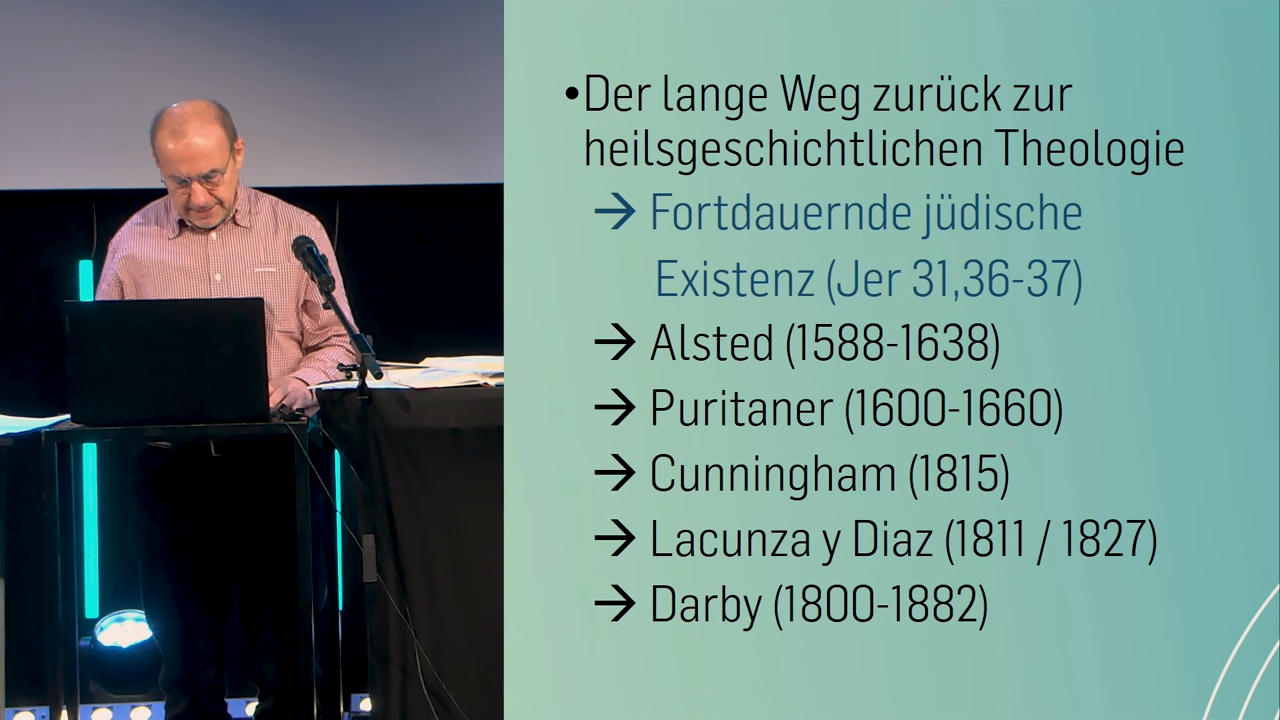 •Der lange Weg zurück zur
heilsgeschichtlichen Theologie
→ Fortdauernde jüdische
Existenz (Jer 31,36-37)
→ Alsted (1588-1638)
→ Puritaner (1600-1660)
→ Cunningham (1815)
→ Lacunza y Diaz (1811 / 1827)
→ Darby (1800-1882)